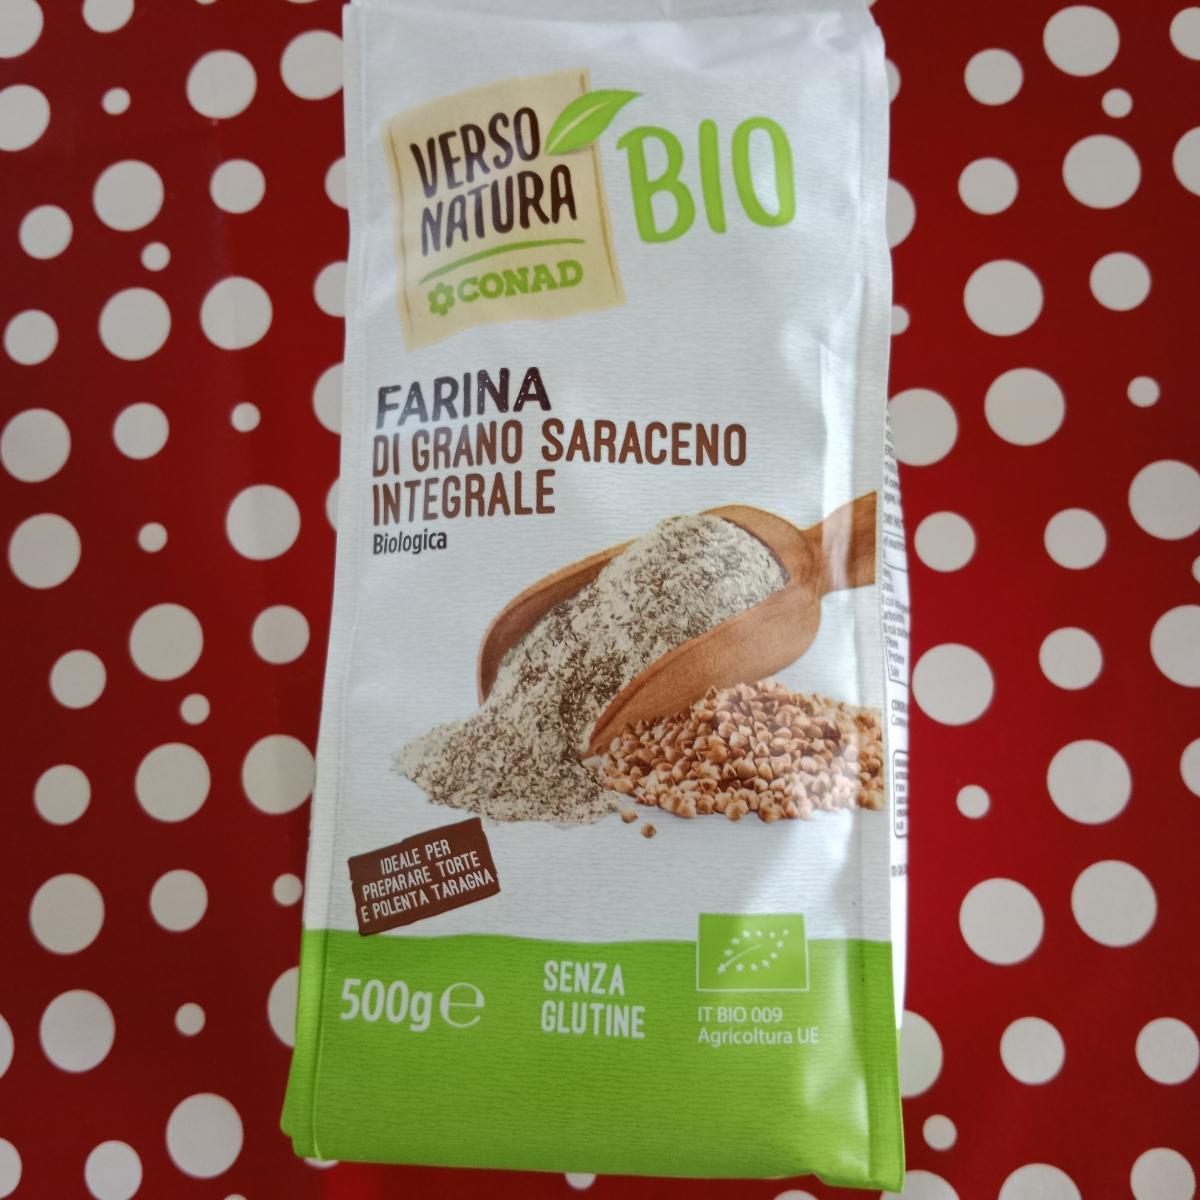 VERSO
NATURA
CONAD
BIO
FARINA
DI GRANO SARACENO
INTEGRALE
Biologica
IDEALE PER
PREPARARE TORTE
E POLENTA TARAGNA
500g e
SENZA
GLUTINE
IT BIO 009
Agricoltura UE